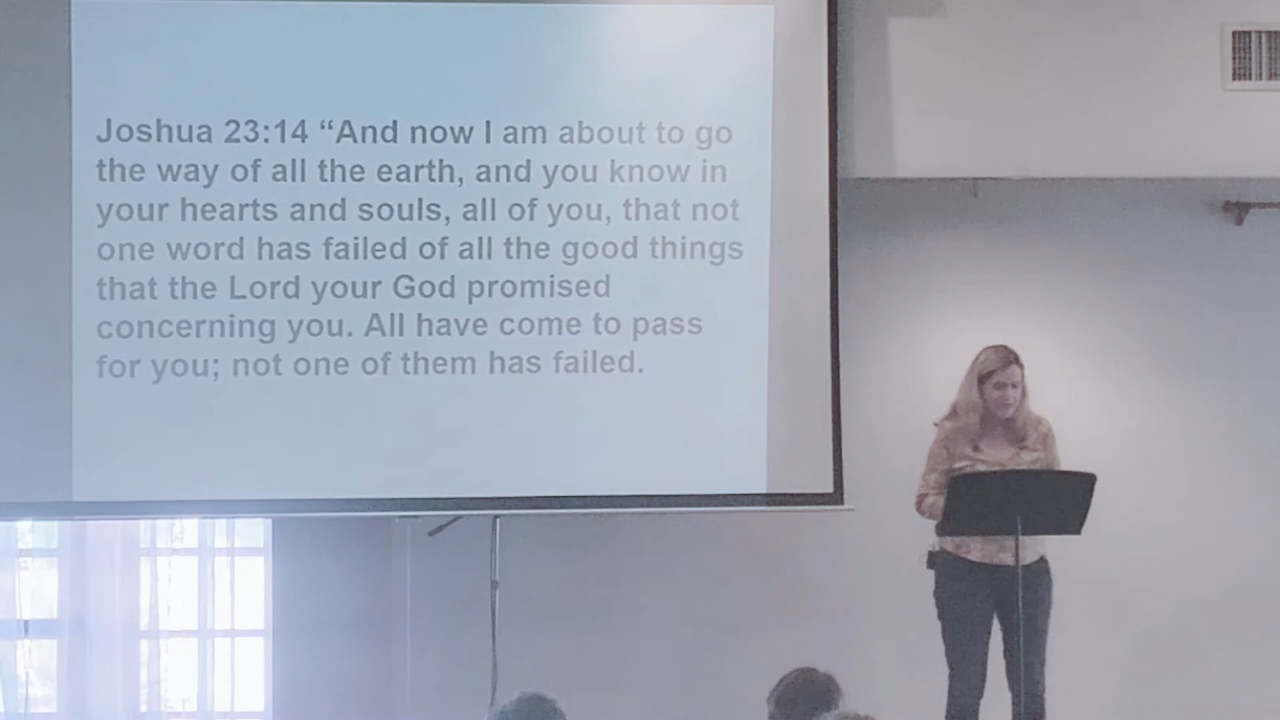 Joshua 23:14 “And now I am about to go
the way of all the earth, and you know in
your hearts and souls, all of you, that not
one word has failed of all the good things
that the Lord your God promised
concerning you. All have come to pass
for you; not one of them has failed.